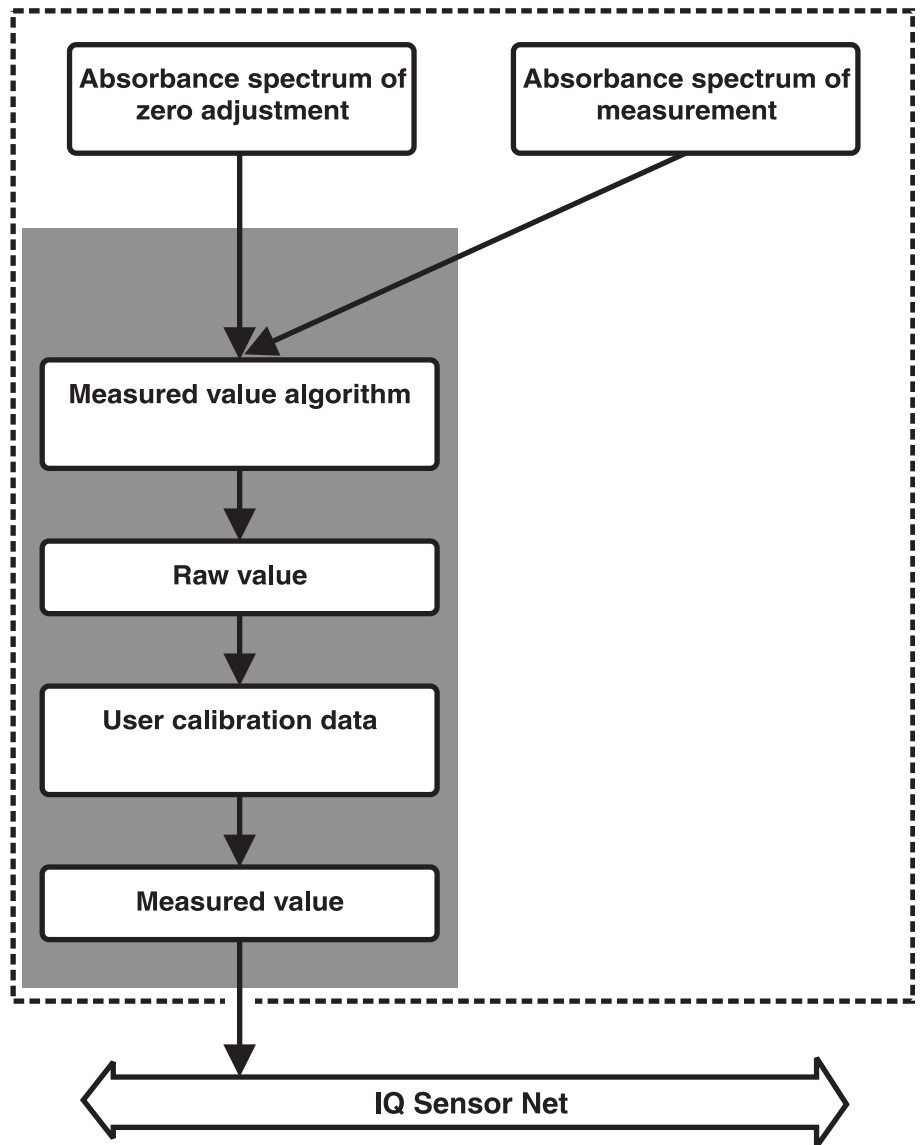 Absorbance spectrum of
zero adjustment
Absorbance spectrum of
measurement
Measured value algorithm
Raw value
User calibration data
Measured value
IQ Sensor Net